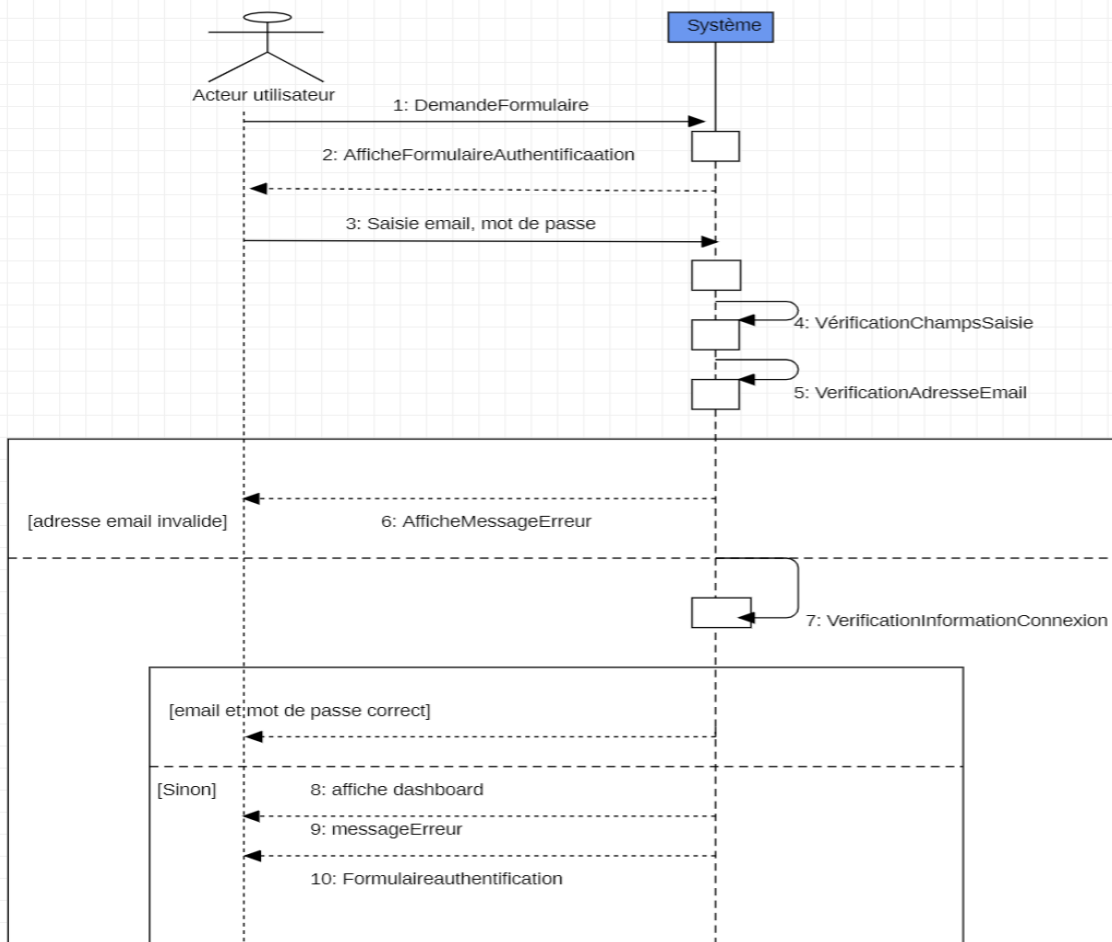 Système
Acteur utilisateur
1: DemandeFormulaire
2: AfficheFormulaireAuthentificaation
3: Saisie email, mot de passe
4: VérificationChampsSaisie
5: VerificationAdresseEmail
[adresse email invalide]
6: AfficheMessageErreur
7: VerificationInformationConnexion
[email et mot de passe correct]
[Sinon]
8: affiche dashboard
9: messageErreur
10: Formulaireauthentification